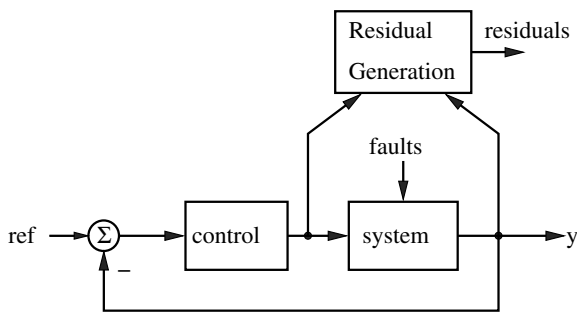 Residual
Generation
residuals
faults
ref
Σ
control
system
y
−